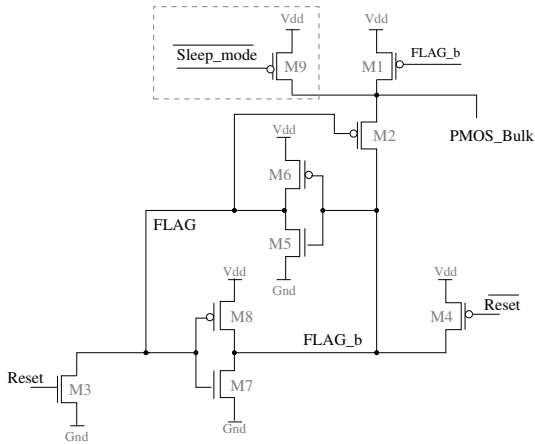 Vdd
Vdd
Sleep_mode
M9
M1
FLAG_b
M2
PMOS_Bulk
Vdd
M6
FLAG
M5
Gnd
Vdd
Vdd
M8
M4
Reset
FLAG_b
Reset
M3
M7
Gnd
Gnd